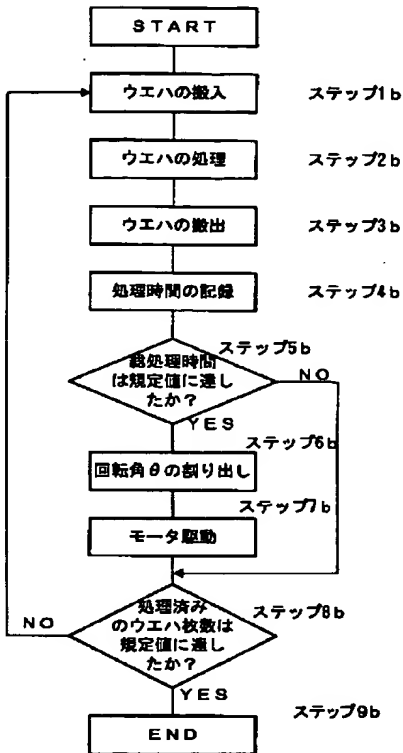 START
ウエハの搬入
ステップ1b
ウエハの処理
ステップ2b
ウエハの搬出
ステップ3b
処理時間の記録
ステップ4b
ステップ5b
総処理時間
は規定値に達し
たか?
NO
YES
ステップ6b
回転角θの割り出し
ステップ7b
モータ駆動
処理済み
のウエハ枚数は
規定値に達し
たか?
ステップ8b
NO
YES
ステップ9b
END